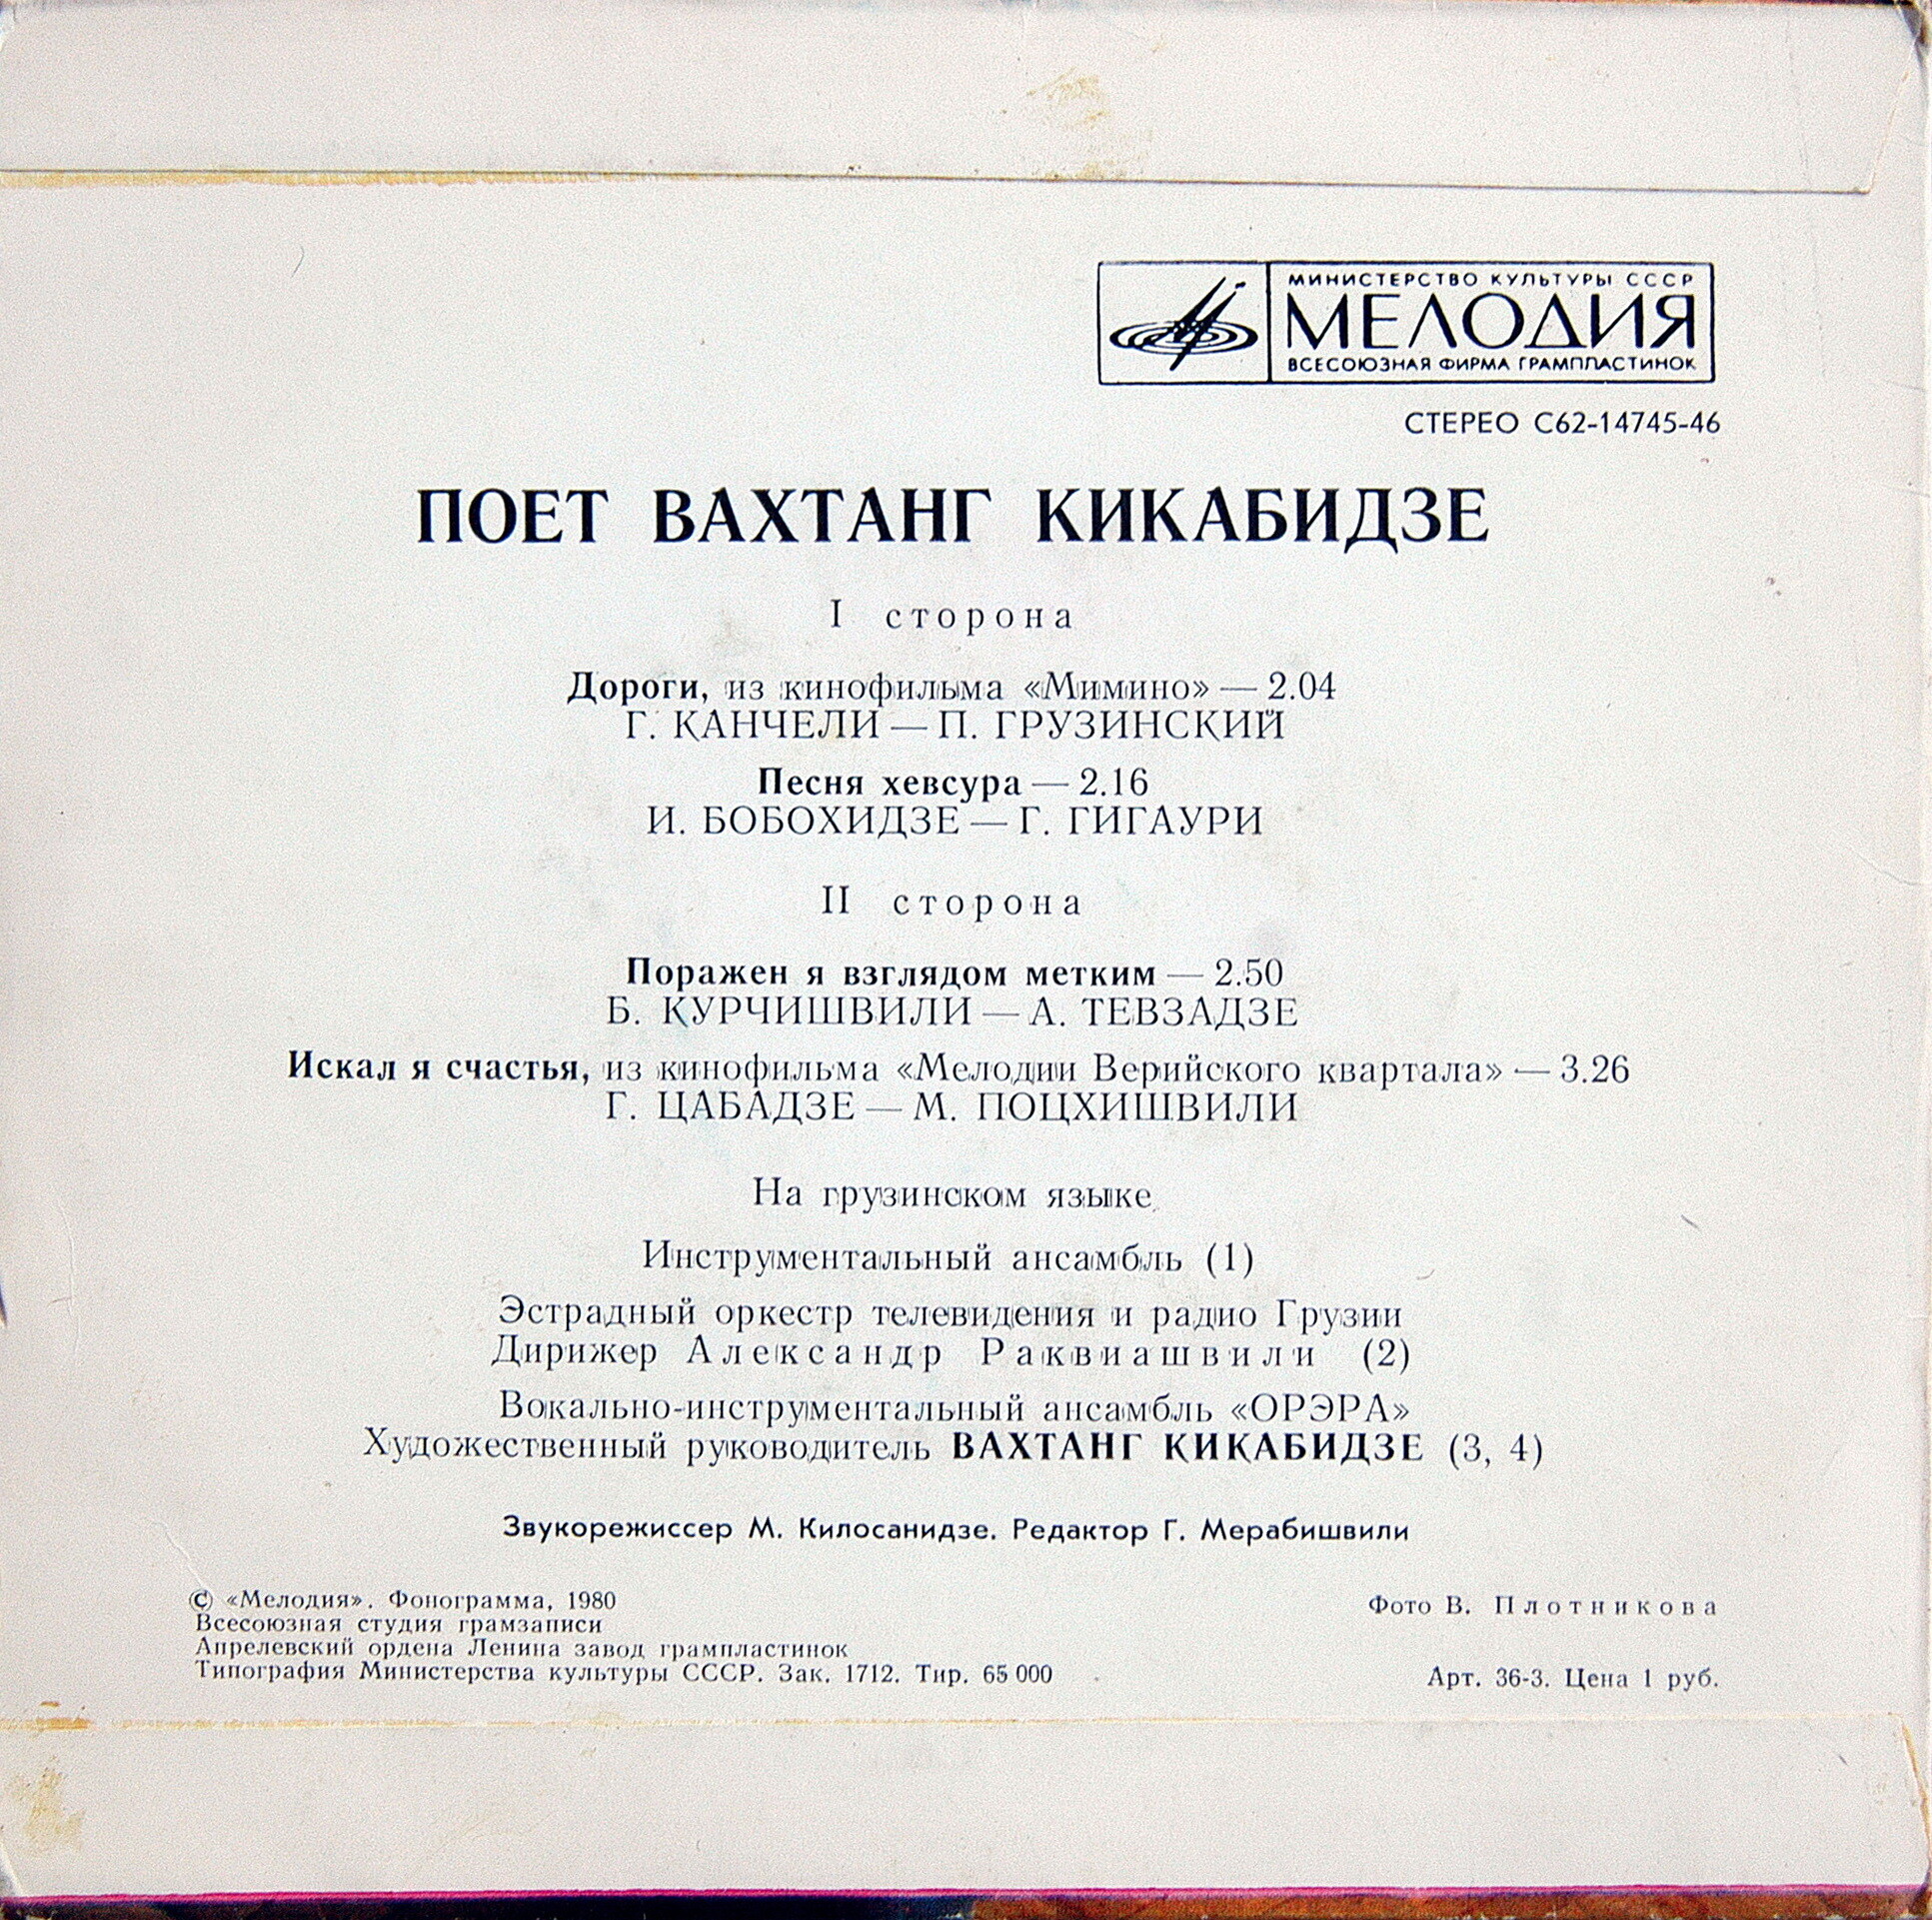 МИНИСТЕРСТВО КУЛЬТУРЫ СССР
МЕЛОДИЯ
ВСЕСОЮЗНАЯ ФИРМА ГРАМПЛАСТИНОК
СТЕРЕО С62-14745-46
ПОЕТ ВАХТАНГ КИКАБИДЗЕ
I сторона
Дороги, из кинофильма «Мимино» — 2.04
Г. КАНЧЕЛИ — П. ГРУЗИНСКИЙ
Песня хевсура — 2.16
И. БОБОХИДЗЕ — Г. ГИГАУРИ
II сторона
Поражен я взглядом метким — 2.50
Б. КУРЧИШВИЛИ — А. ТЕВЗАДЗЕ
Искал я счастья, из кинофильма «Мелодии Верийского квартала» — 3.26
Г. ЦАБАДЗЕ — М. ПОЦХИШВИЛИ
На грузинском языке
Инструментальный ансамбль (1)
Эстрадный оркестр телевидения и радио Грузии
Дирижер Александр Раквиашвили (2)
Вокально-инструментальный ансамбль «ОРЭРА»
Художественный руководитель ВАХТАНГ КИКАБИДЗЕ (3, 4)
Звукорежиссер М. Килосанидзе. Редактор Г. Мерабишвили
© «Мелодия». Фонограмма, 1980
Всесоюзная студия грамзаписи
Апрелевский ордена Ленина завод грампластинок
Типография Министерства культуры СССР. Зак. 1712. Тир. 65 000
Фото В. Плотникова
Арт. 36-3. Цена 1 руб.